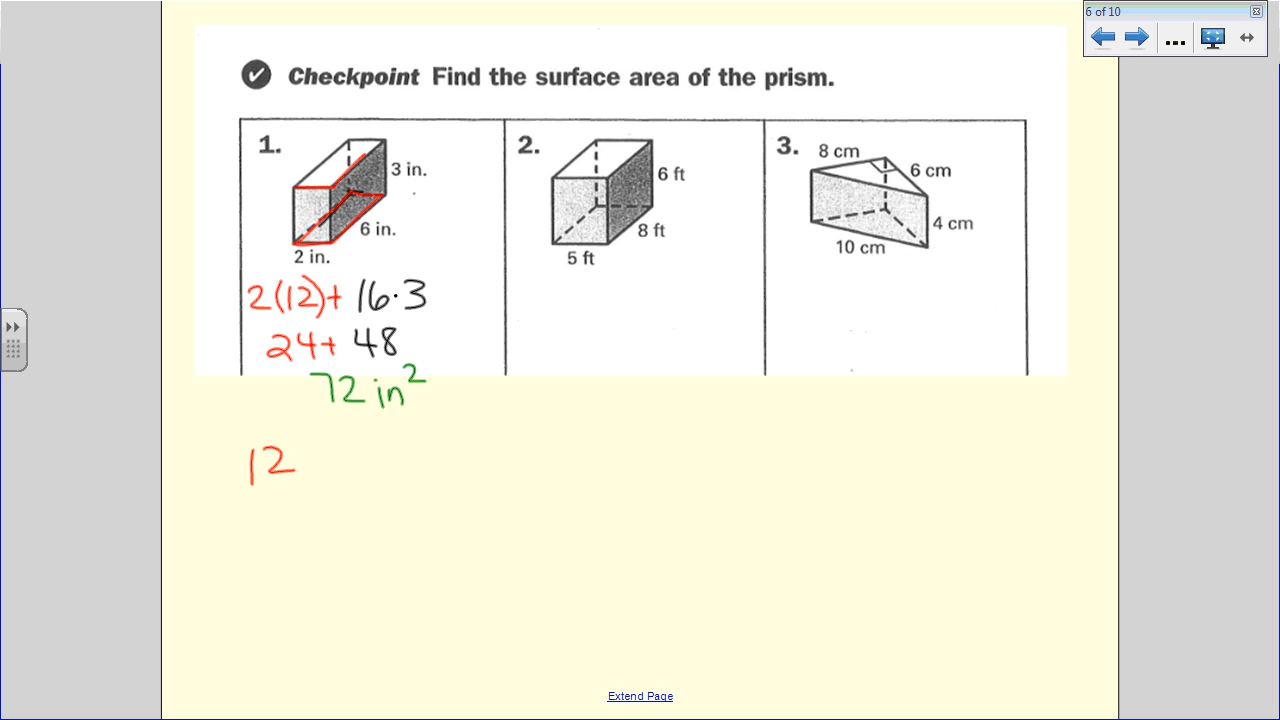 6 of 10
Checkpoint Find the surface area of the prism.
1.
3 in.
6 in.
2 in.
2(12)+ 16·3
24+ 48
72 in²
12
2.
6 ft
8 ft
5 ft
3.
8 cm
6 cm
4 cm
10 cm
Extend Page